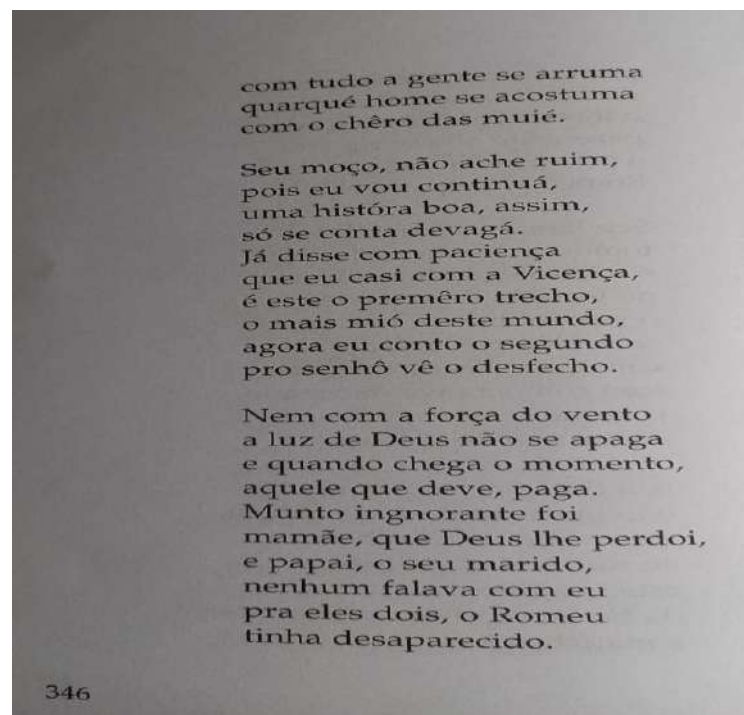 com tudo a gente se arruma
quarqué home se acostuma
com o chêro das muié.
Seu moço, não ache ruim,
pois eu vou continuá,
uma históra boa, assim,
só se conta devagá.
Já disse com paciença
que eu casi com a Vicença,
é este o premêro trecho,
o mais mió deste mundo,
agora eu conto o segundo
pro senhô vê o desfecho.
Nem com a força do vento
a luz de Deus não se apaga
e quando chega o momento,
aquele que deve, paga.
Munto ingnorante foi
mamãe, que Deus lhe perdoi,
e papai, o seu marido,
nenhum falava com eu
pra eles dois, o Romeu
tinha desaparecido.
346